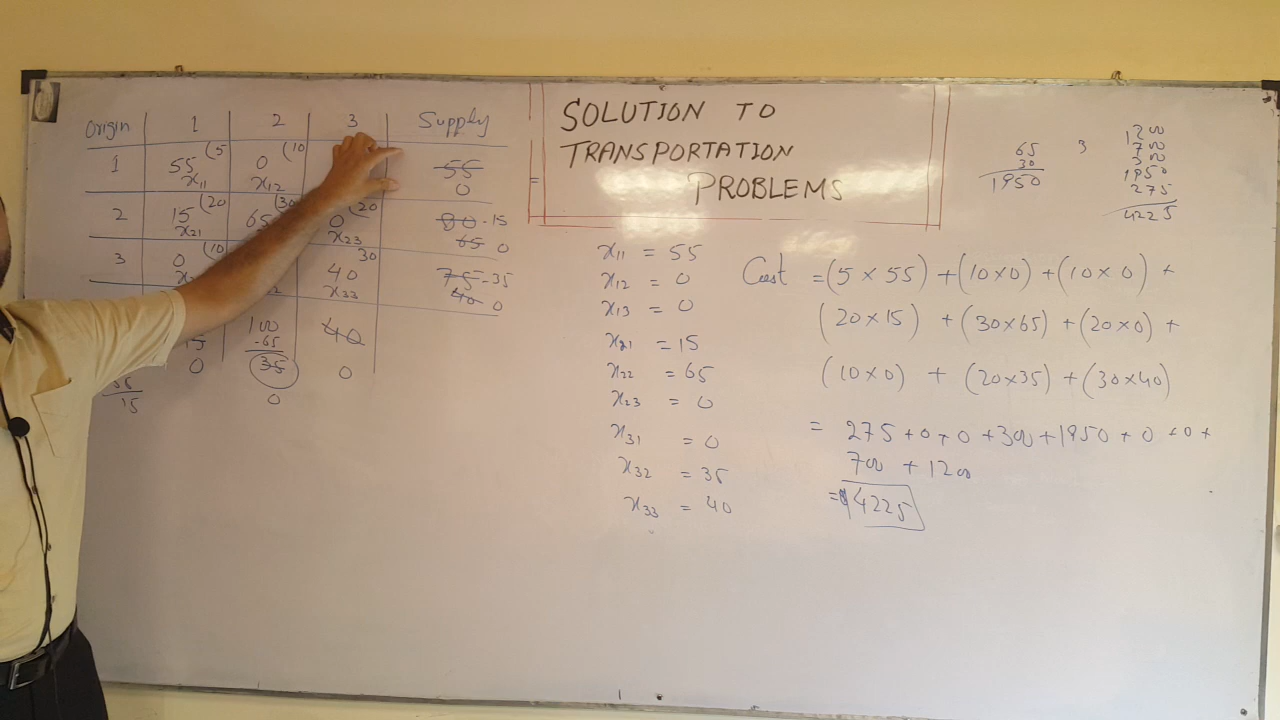 Origin 1 2 3 Supply
1 55 (5 0 (10 55
x11 x12 0
2 15 (20 65 (30 0 (20 80 - 15
x21 x23 65 0
3 0 (10 40 30 75 - 35
x33 40 0
15 100 40
-65
0 35 0
15 0
SOLUTION TO
TRANSPORTATION
PROBLEMS
65
30
1950
3
1200
700
300
1950
275
4225
x11 = 55
x12 = 0
x13 = 0
x21 = 15
x22 = 65
x23 = 0
x31 = 0
x32 = 35
x33 = 40
Cost = (5 × 55) + (10 × 0) + (10 × 0) +
(20 × 15) + (30 × 65) + (20 × 0) +
(10 × 0) + (20 × 35) + (30 × 40)
= 275 + 0 + 0 + 300 + 1950 + 0 + 0 +
700 + 1200
= 4225